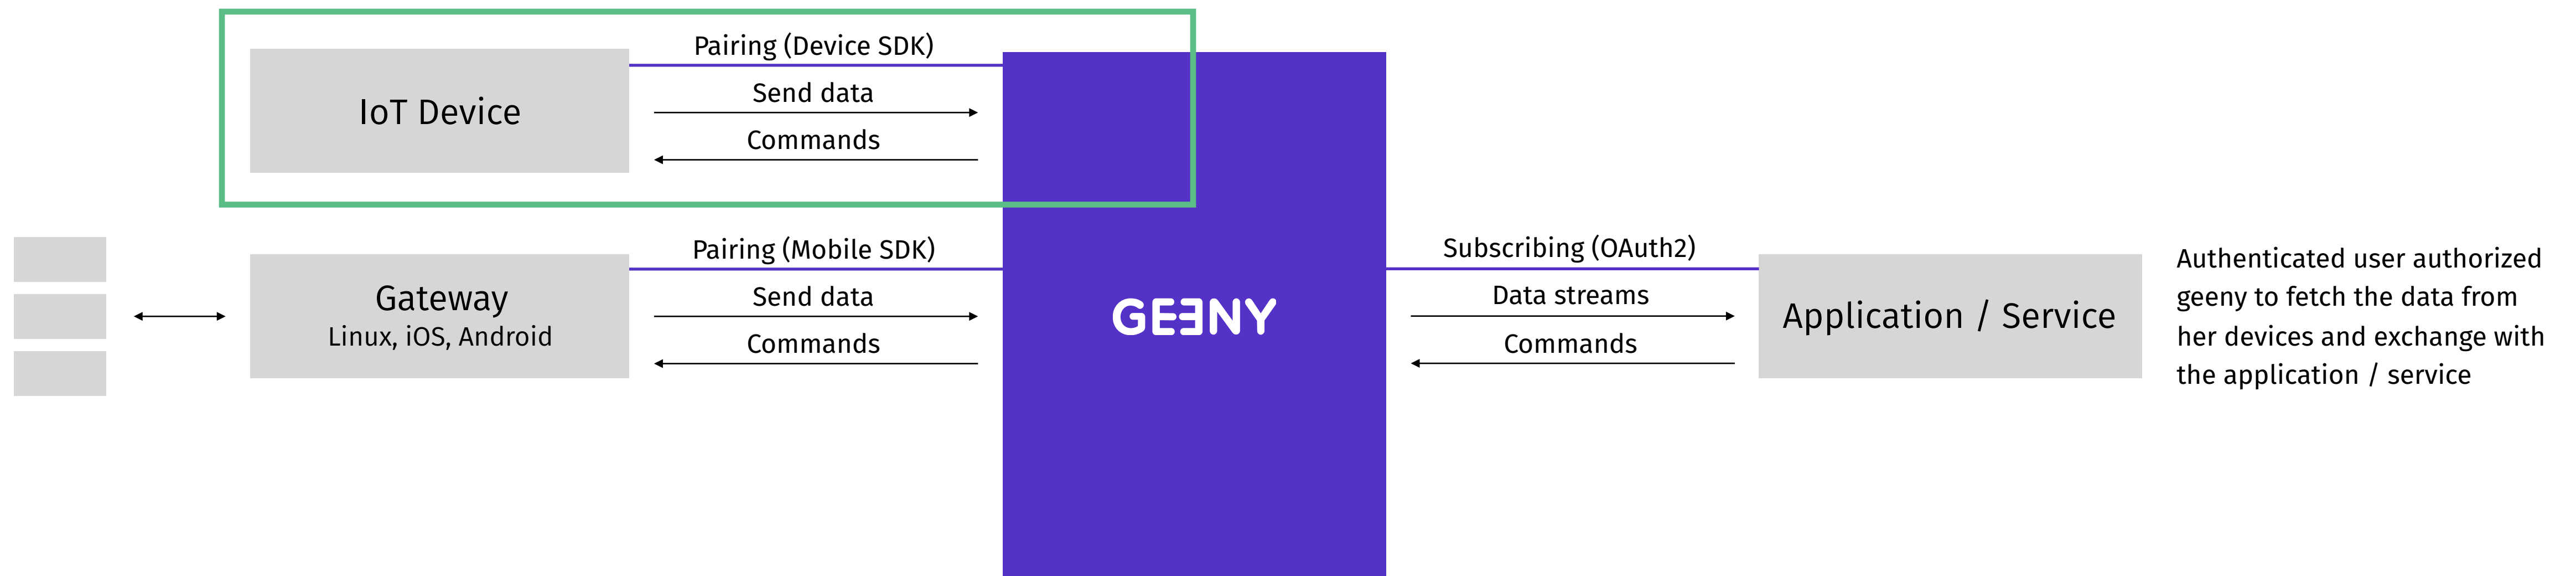 Pairing (Device SDK)
IoT Device
Send data
Commands
Pairing (Mobile SDK)
Gateway
Linux, iOS, Android
Send data
Commands
GEENY
Subscribing (OAuth2)
Data streams
Commands
Application / Service
Authenticated user authorized
geeny to fetch the data from
her devices and exchange with
the application / service